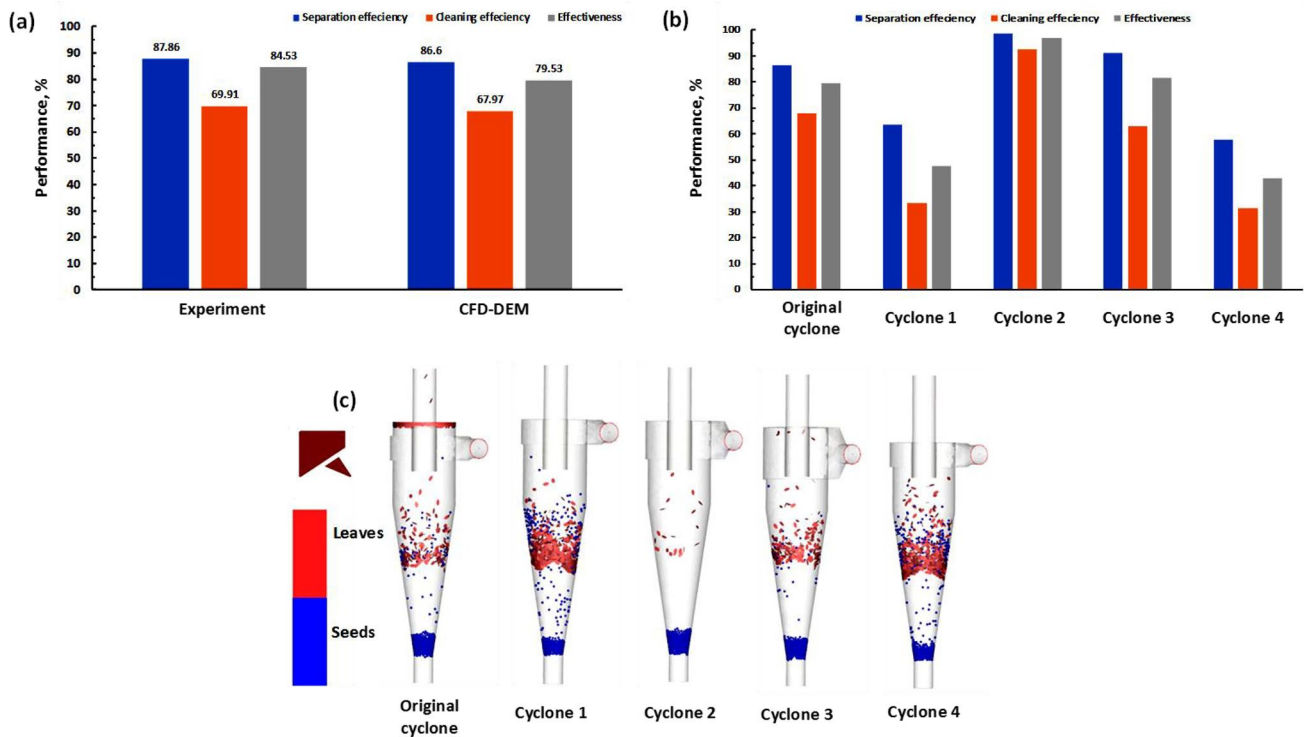 (a)
Separation effeciency Cleaning effeciency Effectiveness
100
90
80
70
60
50
40
30
20
10
0
Performance, %
87.86
69.91
84.53
86.6
67.97
79.53
Experiment CFD-DEM
(b)
Separation effeciency Cleaning effeciency Effectiveness
100
90
80
70
60
50
40
30
20
10
0
Performance, %
Original
cyclone Cyclone 1 Cyclone 2 Cyclone 3 Cyclone 4
(c)
Leaves
Seeds
Original
cyclone Cyclone 1 Cyclone 2 Cyclone 3 Cyclone 4